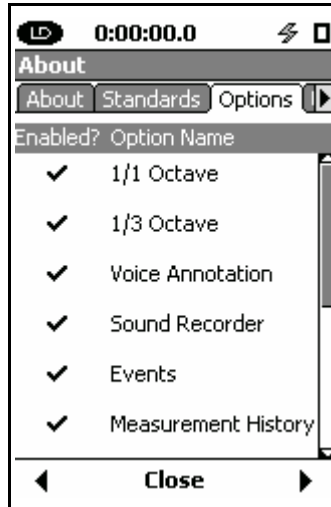 LD 0:00:00.0
About
About Standards Options
Enabled? Option Name
1/1 Octave
1/3 Octave
Voice Annotation
Sound Recorder
Events
Measurement History
Close